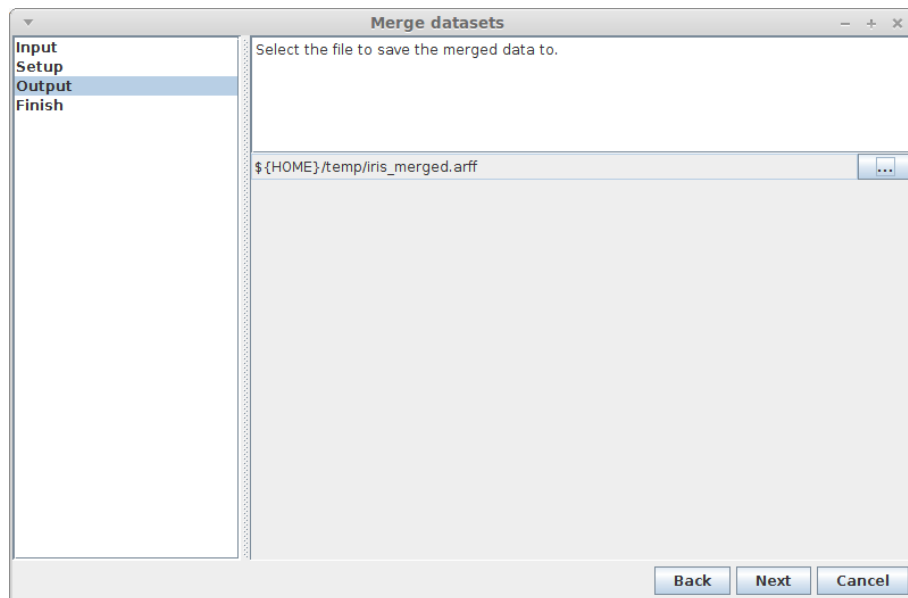 Merge datasets
Input
Setup
Output
Finish
Select the file to save the merged data to.
${HOME}/temp/iris_merged.arff
...
Back Next Cancel